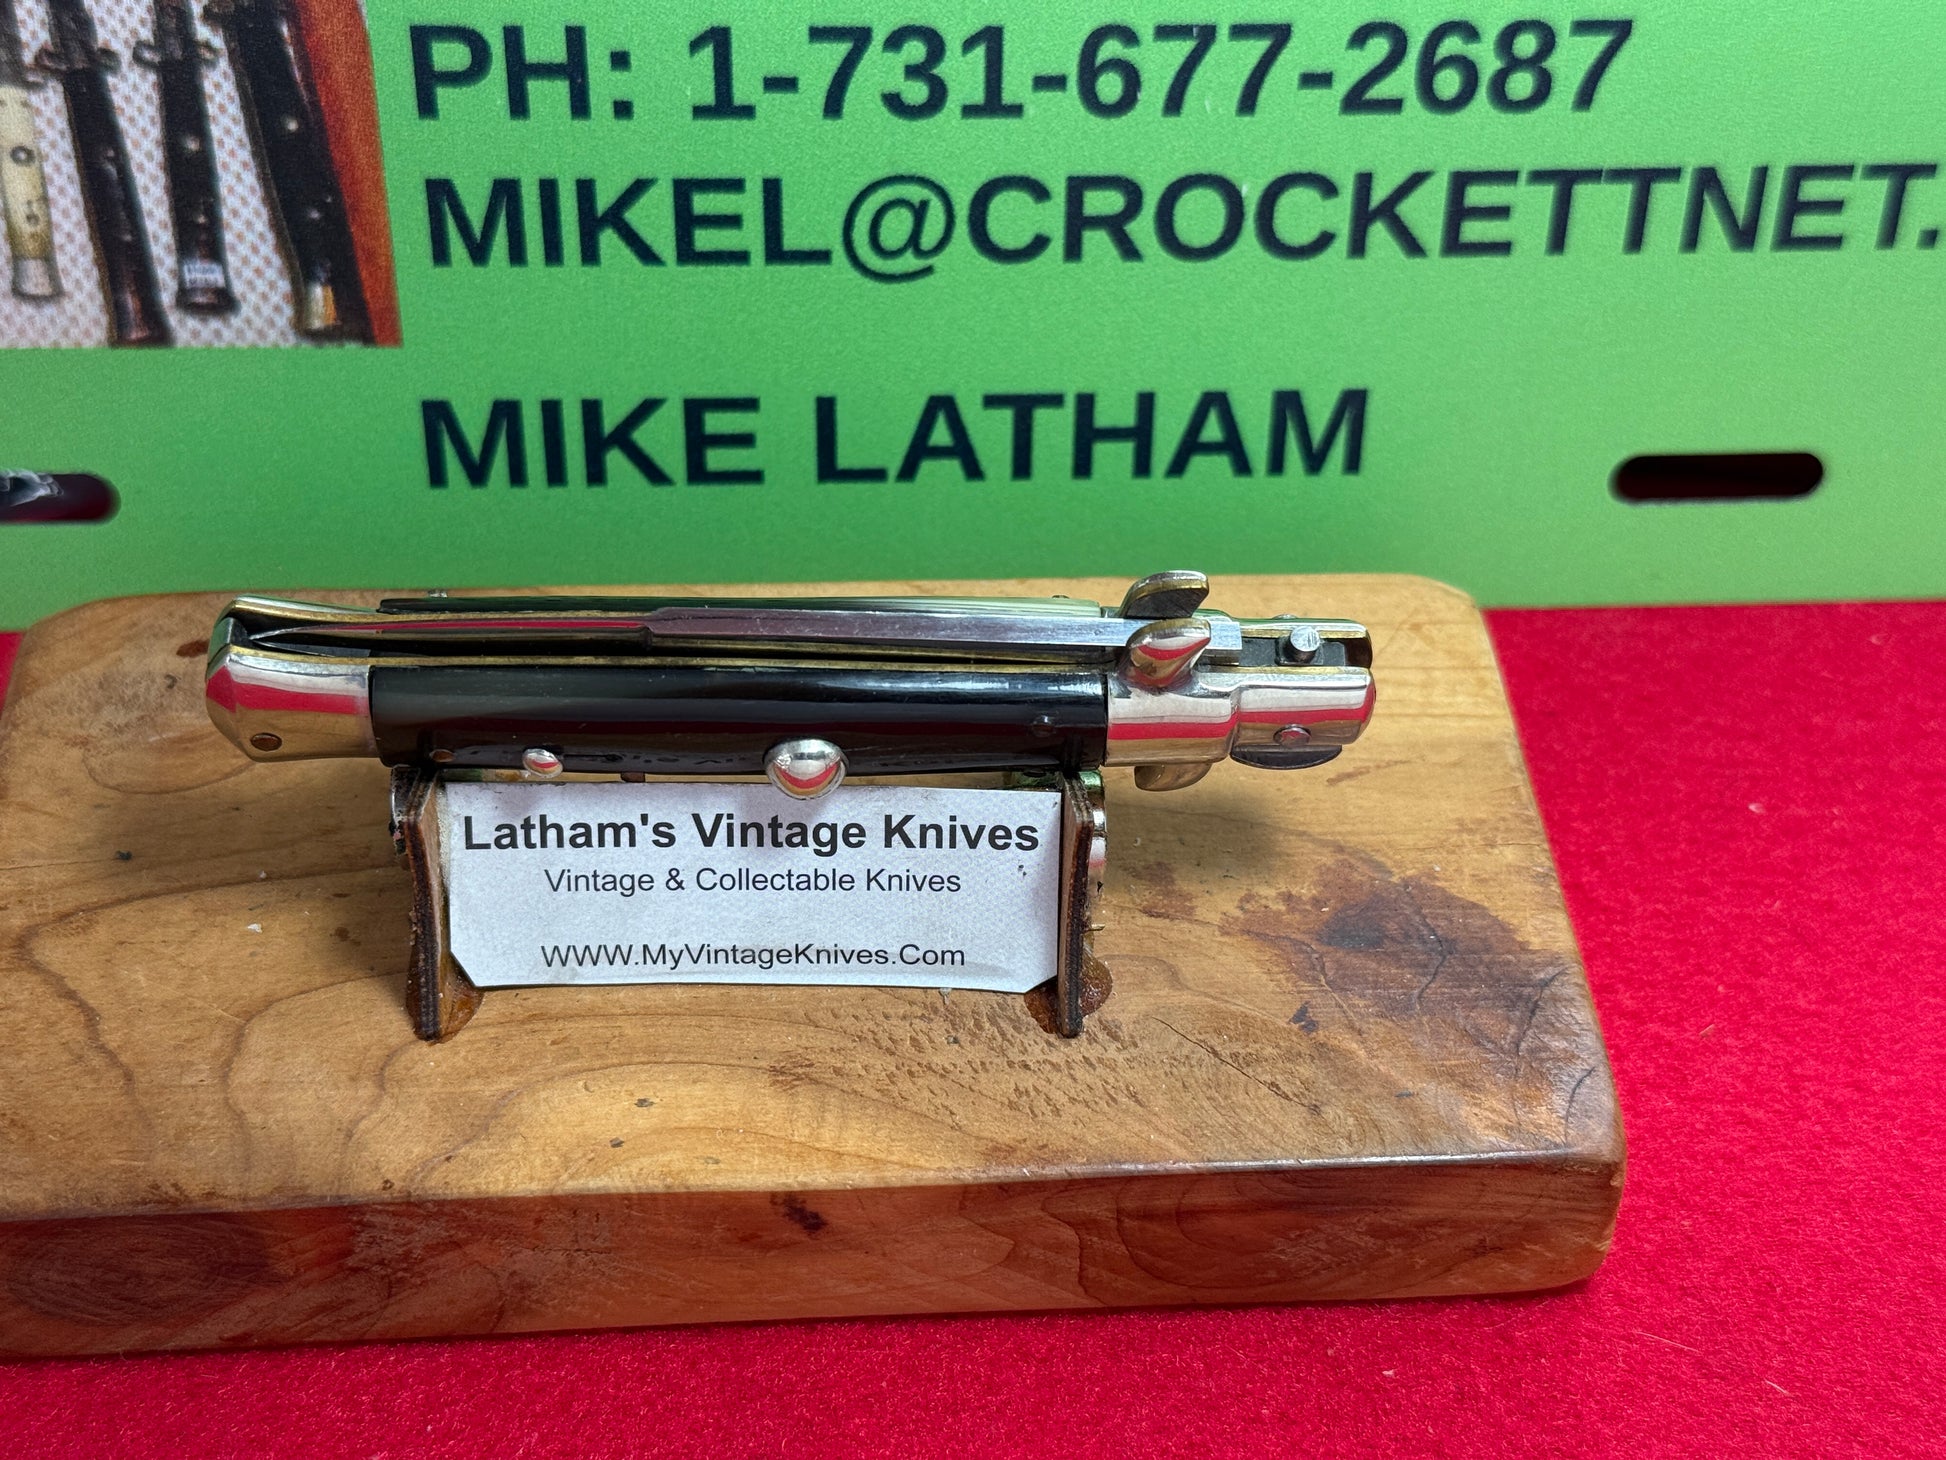 PH: 1-731-677-2687
MIKEL@CROCKETTNET.
MIKE LATHAM
Latham's Vintage Knives
Vintage & Collectable Knives
WWW.MyVintageKnives.Com